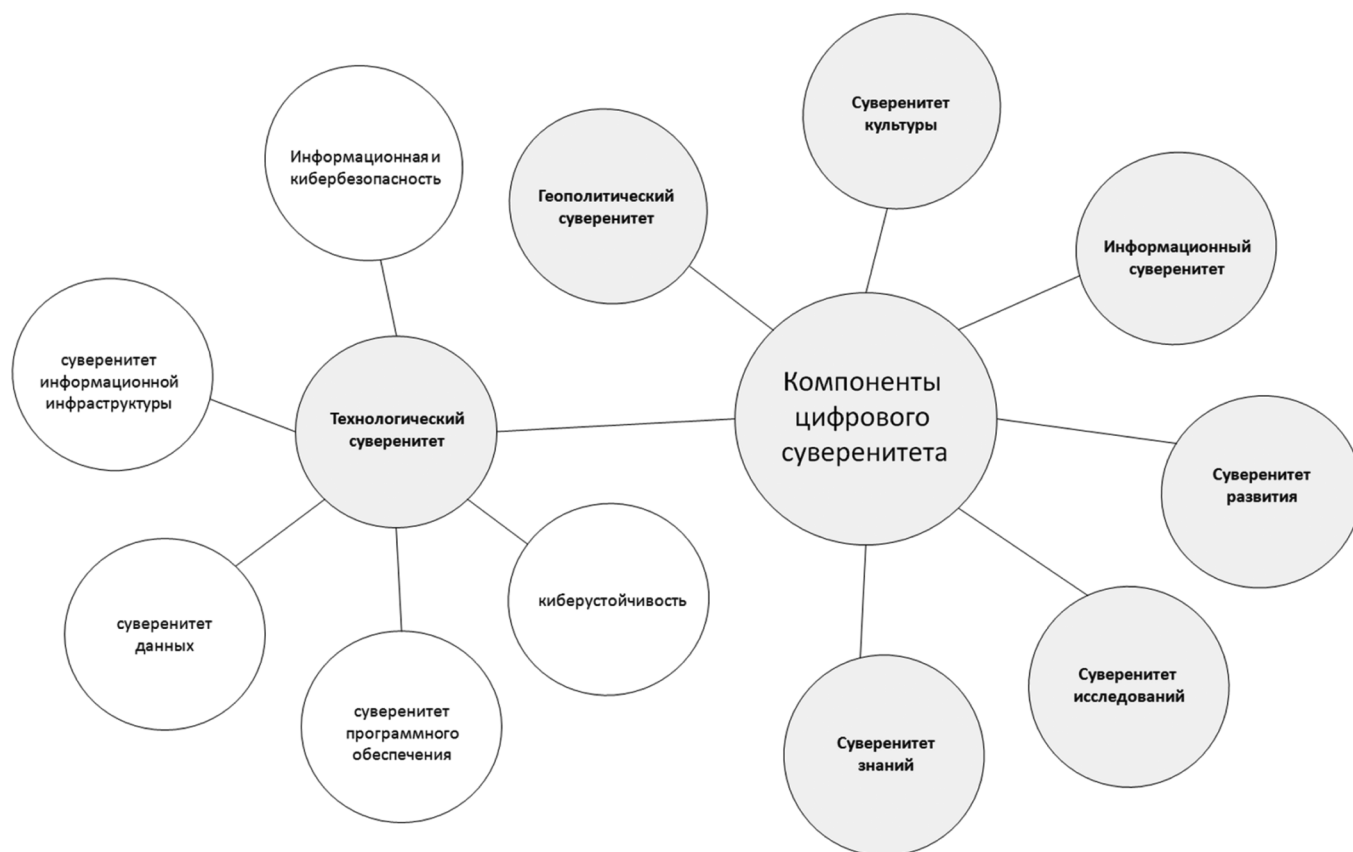 Суверенитет
культуры
Информационная и
кибербезопасность
Геополитический
суверенитет
Информационный
суверенитет
суверенитет
информационной
инфраструктуры
Технологический
суверенитет
Компоненты
цифрового
суверенитета
Суверенитет
развития
киберустойчивость
суверенитет
данных
Суверенитет
исследований
суверенитет
программного
обеспечения
Суверенитет
знаний